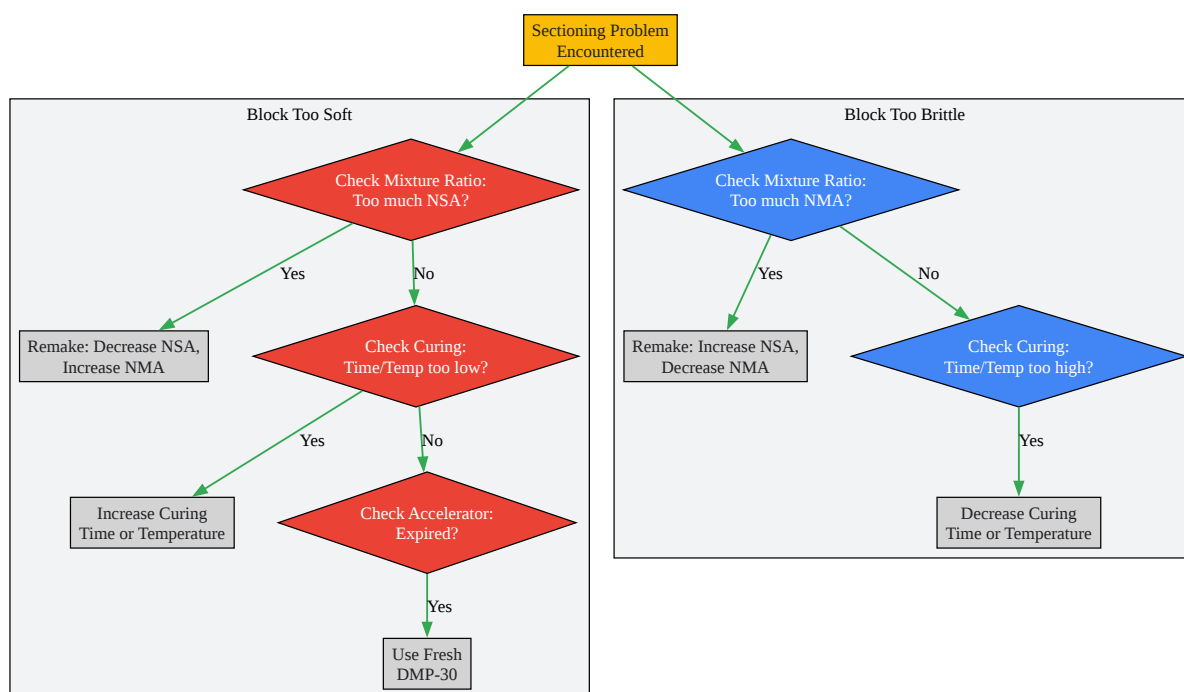 Sectioning Problem
Encountered
Block Too Soft
Check Mixture Ratio:
Too much NSA?
Yes
No
Remake: Decrease NSA,
Increase NMA
Check Curing:
Time/Temp too low?
Yes
No
Increase Curing
Time or Temperature
Check Accelerator:
Expired?
Yes
Use Fresh
DMP-30
Block Too Brittle
Check Mixture Ratio:
Too much NMA?
Yes
No
Remake: Increase NSA,
Decrease NMA
Check Curing:
Time/Temp too high?
Yes
Decrease Curing
Time or Temperature